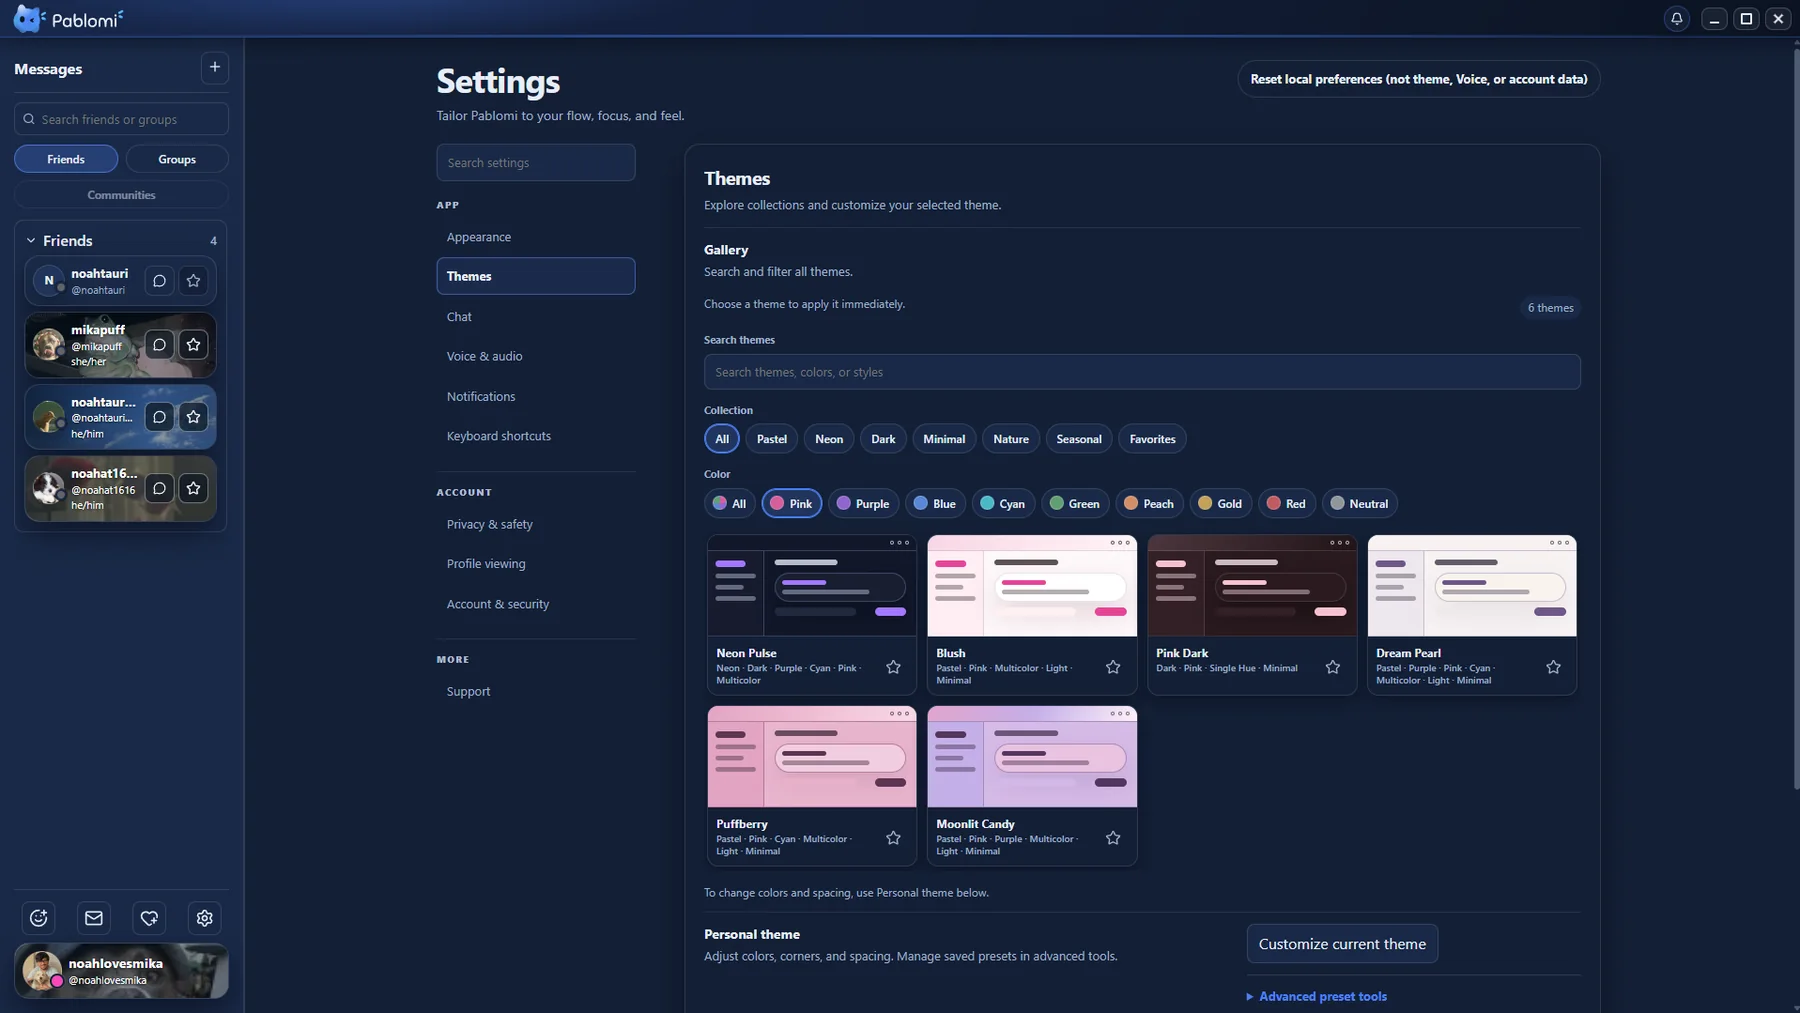 Pablomi
Messages
+
Search friends or groups
Friends
Groups
Communities
Friends
4
N
noahtauri
@noahtauri
mikapuff
@mikapuff
she/her
noahtaur...
@noahtauri...
he/him
noahat16...
@noahat1616
he/him
noahlovesmika
@noahlovesmika
Settings
Tailor Pablomi to your flow, focus, and feel.
Reset local preferences (not theme, Voice, or account data)
Search settings
APP
Appearance
Themes
Chat
Voice & audio
Notifications
Keyboard shortcuts
ACCOUNT
Privacy & safety
Profile viewing
Account & security
MORE
Support
Themes
Explore collections and customize your selected theme.
Gallery
Search and filter all themes.
Choose a theme to apply it immediately.
6 themes
Search themes
Search themes, colors, or styles
Collection
All
Pastel
Neon
Dark
Minimal
Nature
Seasonal
Favorites
Color
All
Pink
Purple
Blue
Cyan
Green
Peach
Gold
Red
Neutral
Neon Pulse
Neon · Dark · Purple · Cyan · Pink ·
Multicolor
Blush
Pastel · Pink · Multicolor · Light ·
Minimal
Pink Dark
Dark · Pink · Single Hue · Minimal
Dream Pearl
Pastel · Purple · Pink · Cyan ·
Multicolor · Light · Minimal
Puffberry
Pastel · Pink · Cyan · Multicolor ·
Light · Minimal
Moonlit Candy
Pastel · Pink · Purple · Multicolor ·
Light · Minimal
To change colors and spacing, use Personal theme below.
Personal theme
Adjust colors, corners, and spacing. Manage saved presets in advanced tools.
Customize current theme
Advanced preset tools